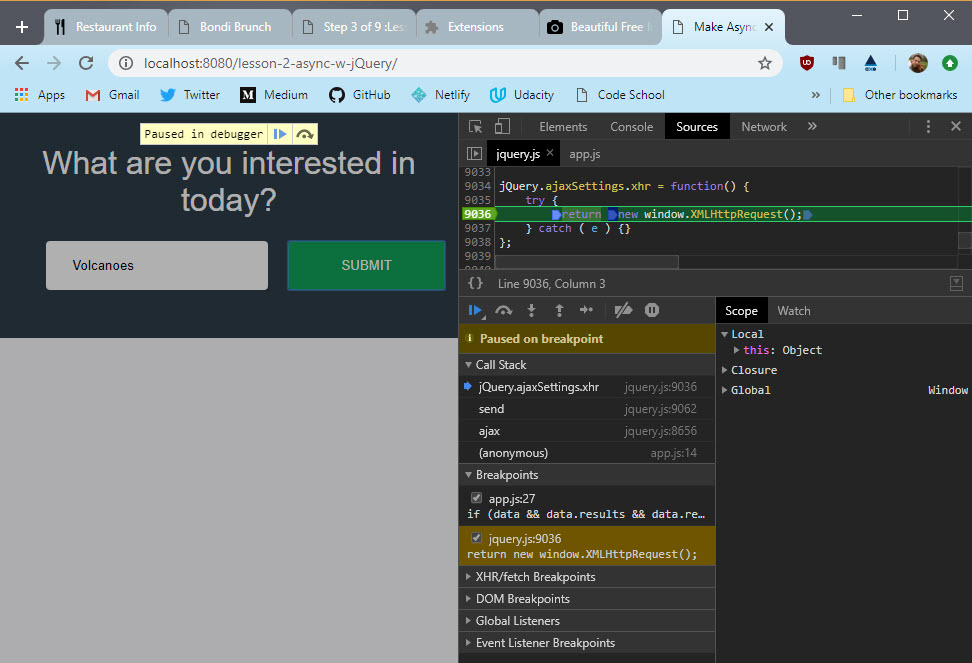 Restaurant Info
Bondi Brunch
Step 3 of 9 :Les
Extensions
Beautiful Free I
Make Async
localhost:8080/lesson-2-async-w-jQuery/
Apps
Gmail
Twitter
Medium
GitHub
Netlify
Udacity
Code School
»
Other bookmarks
Paused in debugger
What are you interested in
today?
Volcanoes
SUBMIT
Elements Console Sources Network »
jquery.js × app.js
9033
9034 jQuery.ajaxSettings.xhr = function() {
9035 try {
9036 return new window.XMLHttpRequest();
9037 } catch ( e ) {}
9038 };
9039
{} Line 9036, Column 3
Paused on breakpoint
Call Stack
jQuery.ajaxSettings.xhr jquery.js:9036
send jquery.js:9062
ajax jquery.js:8656
(anonymous) app.js:14
Breakpoints
app.js:27
if (data && data.results && data.re…
jquery.js:9036
return new window.XMLHttpRequest();
XHR/fetch Breakpoints
DOM Breakpoints
Global Listeners
Event Listener Breakpoints
Scope Watch
Local
this: Object
Closure
Global Window